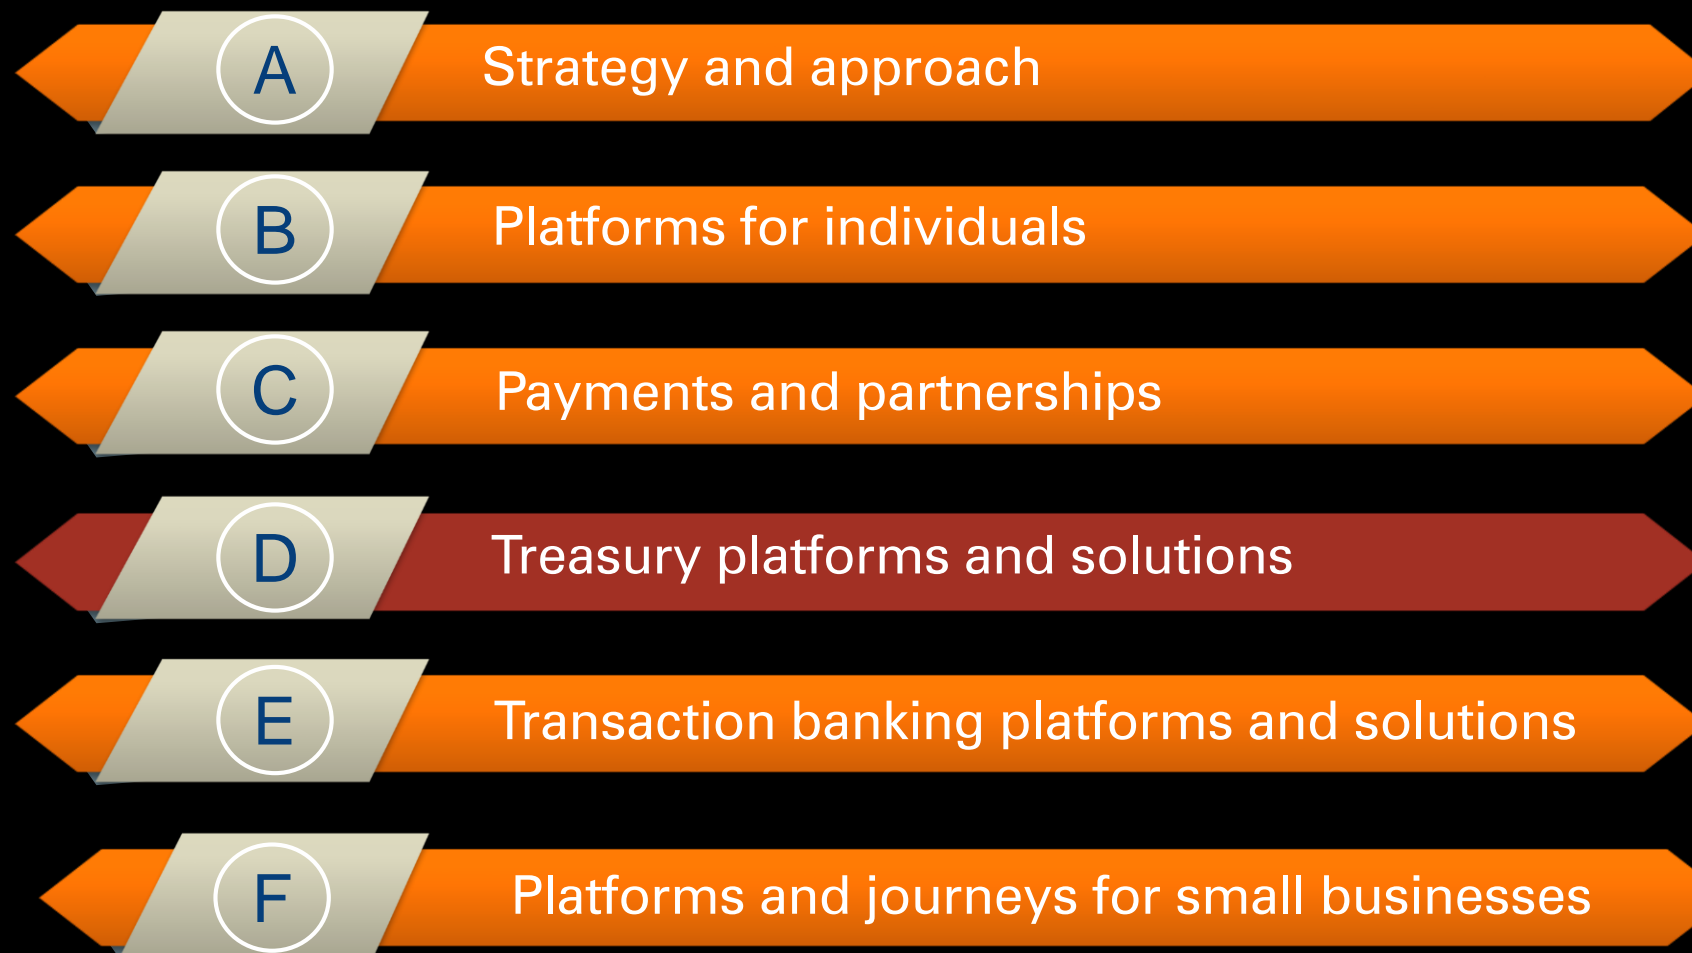 A Strategy and approach
B Platforms for individuals
C Payments and partnerships
D Treasury platforms and solutions
E Transaction banking platforms and solutions
F Platforms and journeys for small businesses